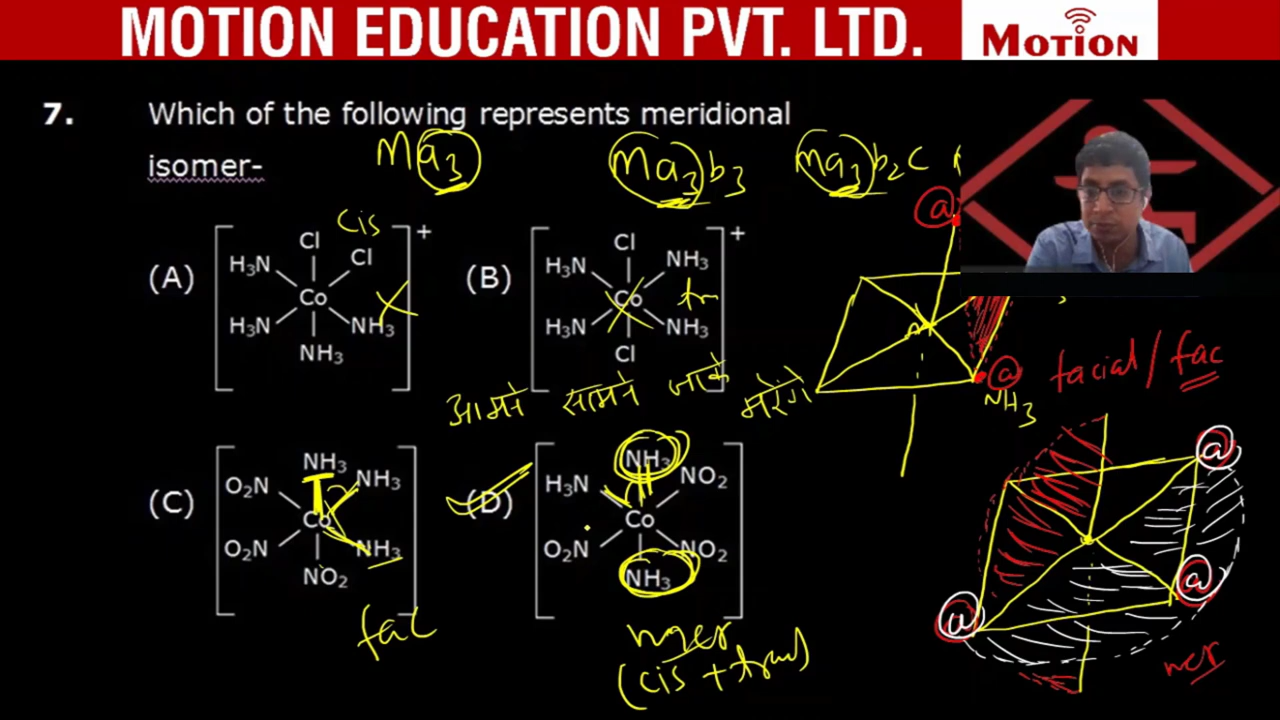 MOTION EDUCATION PVT. LTD.
MOTION
7. Which of the following represents meridional
isomer-
Ma3
Ma3b3
Ma3b2c
(A)
Cl
Cl
H3N
Co
H3N
NH3
NH3
+
cis
(B)
Cl
H3N
NH3
Co
H3N
NH3
Cl
+
@
@
NH3
आमने सामने जाके मरेंगे
facial / fac
(C)
NH3
O2N
NH3
Co
O2N
NH3
NO2
fac
(D)
NH3
H3N
NO2
Co
O2N
NO2
NH3
mer
(cis + trans)
@
@
@
mer